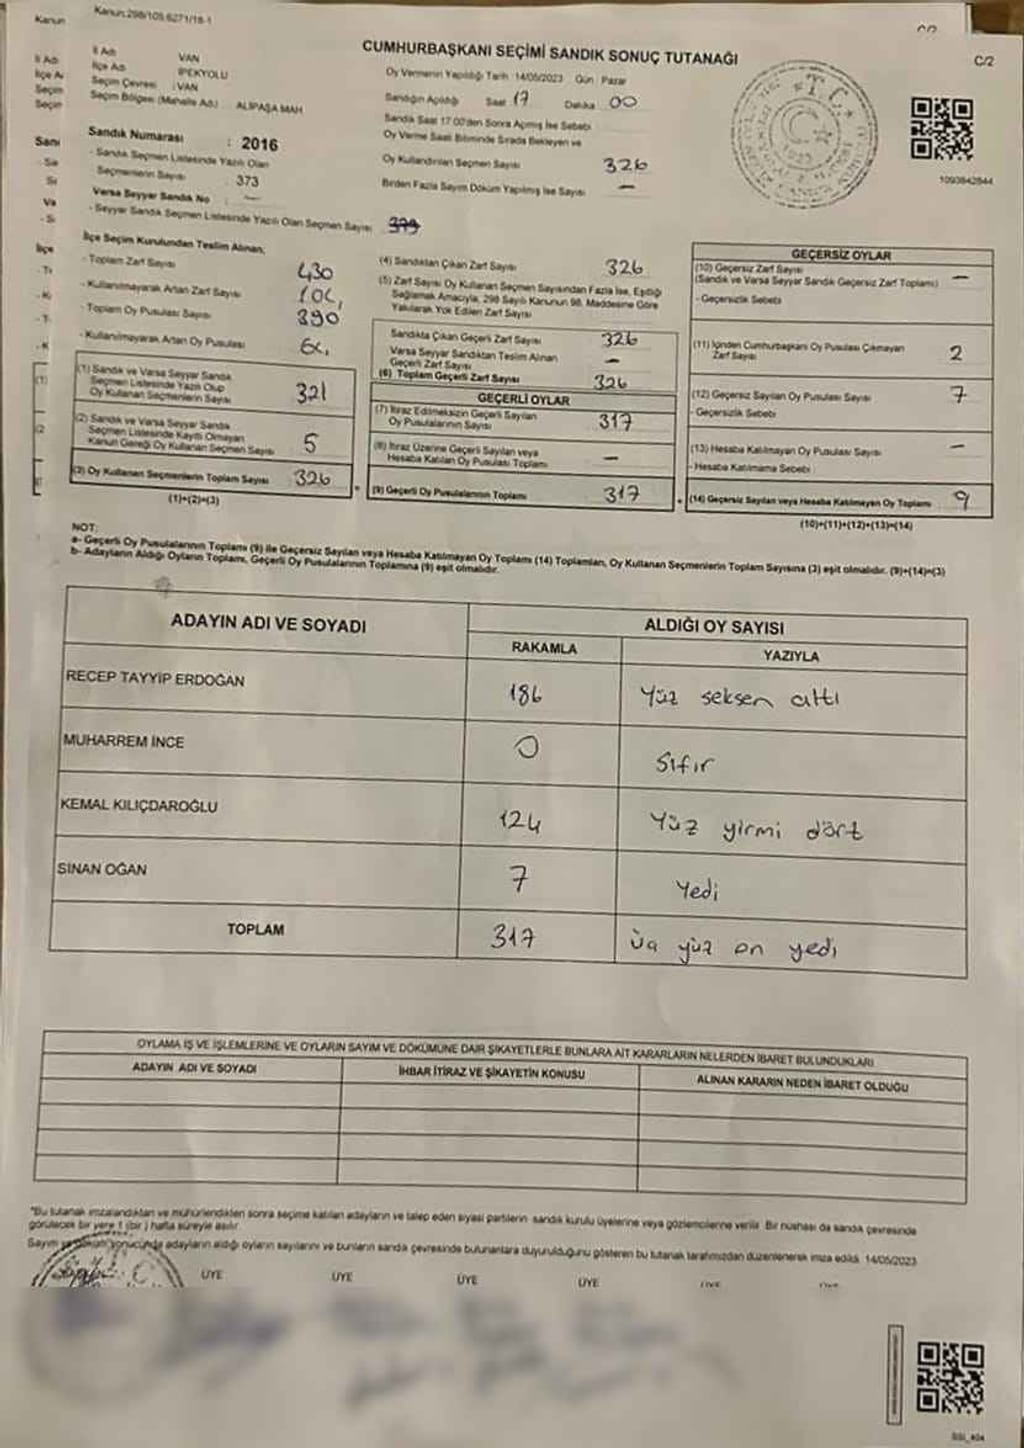 Kanun:298/105.6271/18-1
C/2
CUMHURBAŞKANI SEÇİMİ SANDIK SONUÇ TUTANAĞI
C/2
İl Adı VAN
İlçe Adı İPEKYOLU
Seçim Çevresi : VAN
Seçim Bölgesi (Mahalle Adı) ALİPAŞA MAH
Oy Vermenin Yapıldığı Tarih 14/05/2023 Gün : Pazar
Sandığın Açıldığı Saat 17 Dakika 00
Sandık Saat 17:00'den Sonra Açılmış İse Sebebi
Oy Verme Saati Bitiminde Sırada Bekleyen ve
Oy Kullandırılan Seçmen Sayısı 326
Birden Fazla Sayım Döküm Yapılmış İse Sayısı —
T.C.
1923
1093842844
Sandık Numarası : 2016
- Sandık Seçmen Listesinde Yazılı Olan
Seçmenlerin Sayısı : 373
Varsa Seyyar Sandık No : —
- Seyyar Sandık Seçmen Listesinde Yazılı Olan Seçmen Sayısı
İlçe Seçim Kurulundan Teslim Alınan;
- Toplam Zarf Sayısı 430
- Kullanılmayarak Artan Zarf Sayısı
- Toplam Oy Pusulası Sayısı 390
- Kullanılmayarak Artan Oy Pusulası
(1) Sandık ve Varsa Seyyar Sandık
Seçmen Listesinde Yazılı Olup
Oy Kullanan Seçmenlerin Sayısı 321
(2) Sandık ve Varsa Seyyar Sandık
Seçmen Listesinde Kayıtlı Olmayan
Kanun Gereği Oy Kullanan Seçmen Sayısı 5
(3) Oy Kullanan Seçmenlerin Toplam Sayısı 326
(1)+(2)=(3)
(4) Sandıktan Çıkan Zarf Sayısı 326
(5) Zarf Sayısı Oy Kullanan Seçmen Sayısından Fazla İse, Eşitliği
Sağlamak Amacıyla, 298 Sayılı Kanunun 98. Maddesine Göre
Yakılarak Yok Edilen Zarf Sayısı
Sandıkta Çıkan Geçerli Zarf Sayısı 326
Varsa Seyyar Sandıktan Teslim Alınan
Geçerli Zarf Sayısı —
(6) Toplam Geçerli Zarf Sayısı 326
GEÇERLİ OYLAR
(7) İtiraz Edilmeksizin Geçerli Sayılan
Oy Pusulalarının Sayısı 317
(8) İtiraz Üzerine Geçerli Sayılan veya
Hesaba Katılan Oy Pusulası Toplamı —
(9) Geçerli Oy Pusulalarının Toplamı 317
GEÇERSİZ OYLAR
(10) Geçersiz Zarf Sayısı —
(Sandık ve Varsa Seyyar Sandık Geçersiz Zarf Toplamı)
- Geçersizlik Sebebi
(11) İçinden Cumhurbaşkanı Oy Pusulası Çıkmayan
Zarf Sayısı 2
(12) Geçersiz Sayılan Oy Pusulası Sayısı 7
- Geçersizlik Sebebi
(13) Hesaba Katılmayan Oy Pusulası Sayısı —
- Hesaba Katılmama Sebebi
(14) Geçersiz Sayılan veya Hesaba Katılmayan Oy Toplamı 9
(10)+(11)+(12)+(13)=(14)
NOT:
a- Geçerli Oy Pusulalarının Toplamı (9) ile Geçersiz Sayılan veya Hesaba Katılmayan Oy Toplamı (14) Toplamları, Oy Kullanan Seçmenlerin Toplam Sayısına (3) eşit olmalıdır. (9)+(14)=(3)
b- Adayların Aldığı Oyların Toplamı, Geçerli Oy Pusulalarının Toplamına (9) eşit olmalıdır.
ADAYIN ADI VE SOYADI ALDIĞI OY SAYISI
RAKAMLA YAZIYLA
RECEP TAYYİP ERDOĞAN 186 Yüz seksen altı
MUHARREM İNCE 0 Sıfır
KEMAL KILIÇDAROĞLU 124 Yüz yirmi dört
SİNAN OĞAN 7 Yedi
TOPLAM 317 üç yüz on yedi
OYLAMA İŞ VE İŞLEMLERİNE VE OYLARIN SAYIM VE DÖKÜMÜNE DAİR ŞİKAYETLERLE BUNLARA AİT KARARLARIN NELERDEN İBARET BULUNDUKLARI
ADAYIN ADI VE SOYADI İHBAR İTİRAZ VE ŞİKAYETİN KONUSU ALINAN KARARIN NEDEN İBARET OLDUĞU
*Bu tutanak imzalandıktan ve mühürlendikten sonra seçime katılan adayların ve talep eden siyasi partilerin sandık kurulu üyelerine veya gözlemcilerine verilir. Bir nüshası da sandık çevresinde
görülecek bir yere 1 (bir) hafta süreyle asılır.
Sayım ve döküm sonucunda adayların aldığı oyların sayılarını ve bunların sandık çevresinde bulunanlara duyurulduğunu gösteren bu tutanak tarafımızdan düzenlenerek imza edildi. 14/05/2023
ÜYE ÜYE ÜYE ÜYE ÜYE ÜYE